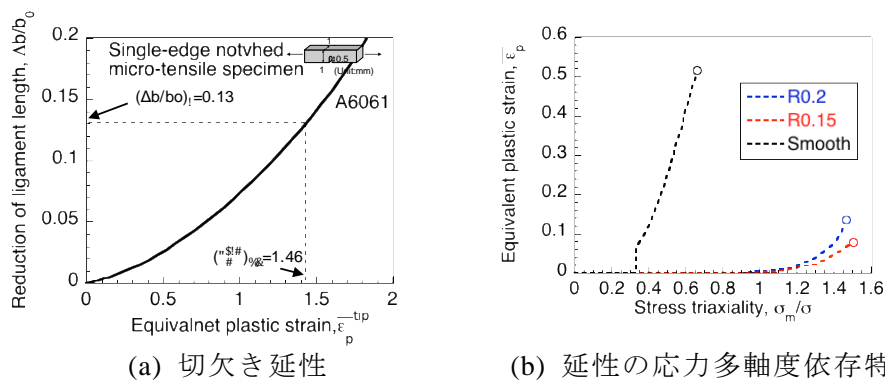 Reduction of ligament length, Δb/b0
0.2
0.15
0.1
0.05
0
Single-edge notvhed
micro-tensile specimen
1
1
0.5
(Unit:mm)
A6061
(Δb/bo)!=0.13
("$!#
#)%&=1.46
0 0.5 1 1.5 2
Equivalnet plastic strain, ε̅p tip
(a) 切欠き延性
Equivalent plastic strain, ε̅p
0.6
0.5
0.4
0.3
0.2
0.1
0
R0.2
R0.15
Smooth
0 0.2 0.4 0.6 0.8 1 1.2 1.4 1.6
Stress triaxiality, σm/σ
(b) 延性の応力多軸度依存特